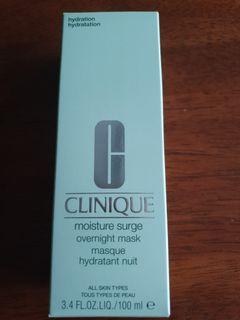 hydration
hydratation
CLINIQUE
moisture surge
overnight mask
masque
hydratant nuit
ALL SKIN TYPES
TOUS TYPES DE PEAU
3.4 FL.OZ.LIQ./100 ml e